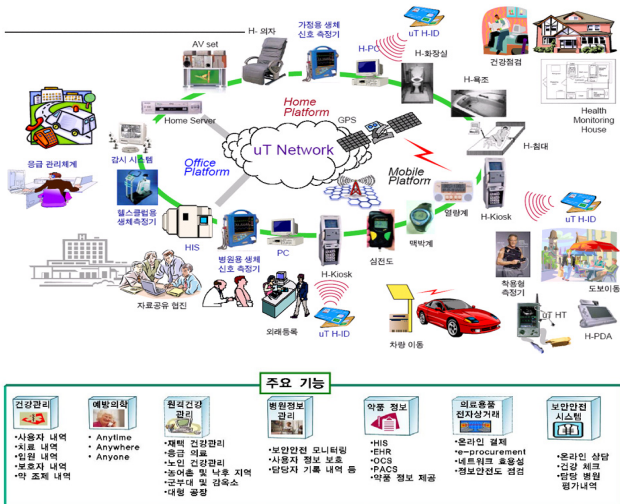 H- 의자
가정용 생체
신호 측정기
uT H-ID
AV set
H-PC
H-화장실
건강점검
H-욕조
Home Server
Home
Platform
GPS
Health
Monitoring
House
응급 관리체계
감시 시스템
Office
Platform
uT Network
H-침대
Mobile
Platform
헬스클럽용
생체측정기
열량계
H-Kiosk
uT H-ID
HIS
병원용 생체
신호 측정기
PC
H-Kiosk
심전도
맥박계
착용형
측정기
도보이동
자료공유 협진
외래등록
uT H-ID
차량 이동
uT HT
H-PDA
주요 기능
건강관리
•사용자 내역
•치료 내역
•입원 내역
•보호자 내역
•약 조제 내역
예방의학
• Anytime
• Anywhere
• Anyone
원격건강
관리
•재택 건강관리
•응급 의료
•노인 건강관리
•농어촌 및 낙후 지역
•군부대 및 감옥소
•대형 공장
병원정보
관리
•보안안전 모니터링
•사용자 정보 보호
•담당자 기록 내역 등
약품 정보
•HIS
•EHR
•OCS
•PACS
•약품 정보 제공
의료용품
전자상거래
•온라인 결제
•e-procurement
•네트워크 효용성
•정보안전도 점검
보안안전
시스템
•온라인 상담
•건강 체크
•담당 병원
평가내역